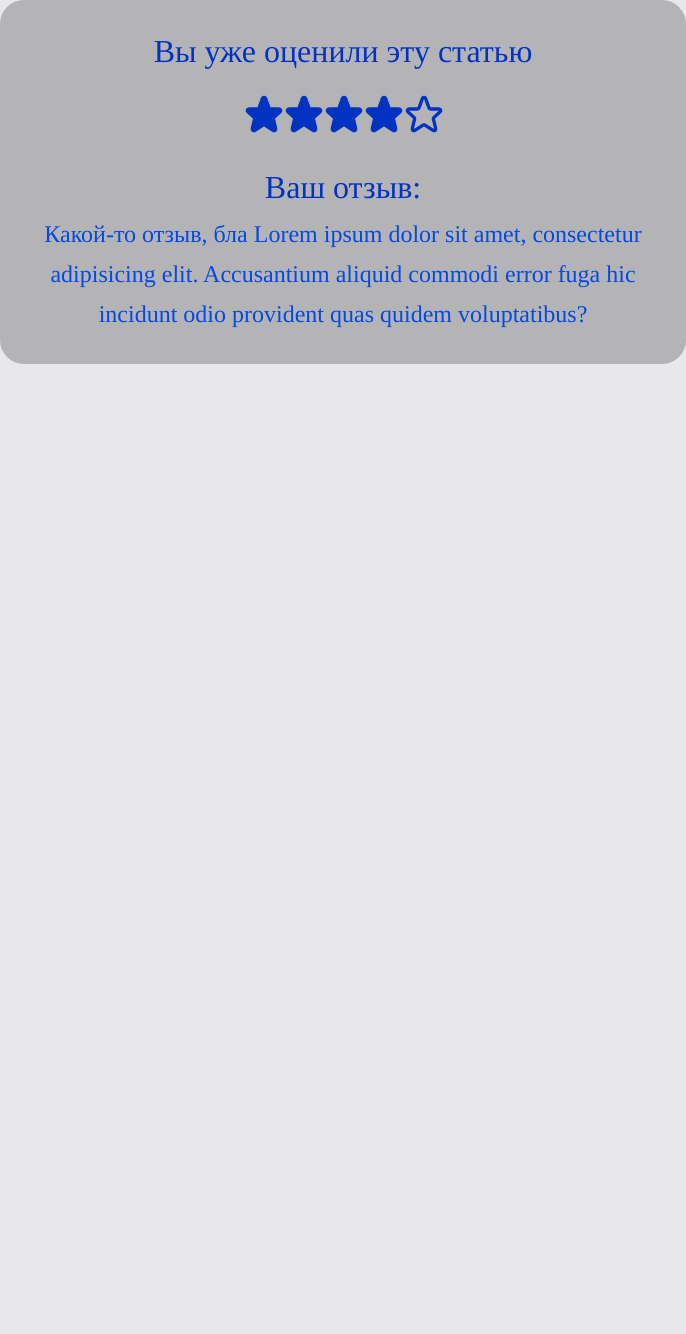 Вы уже оценили эту статью
Ваш отзыв:
Какой-то отзыв, бла Lorem ipsum dolor sit amet, consectetur
adipisicing elit. Accusantium aliquid commodi error fuga hic
incidunt odio provident quas quidem voluptatibus?